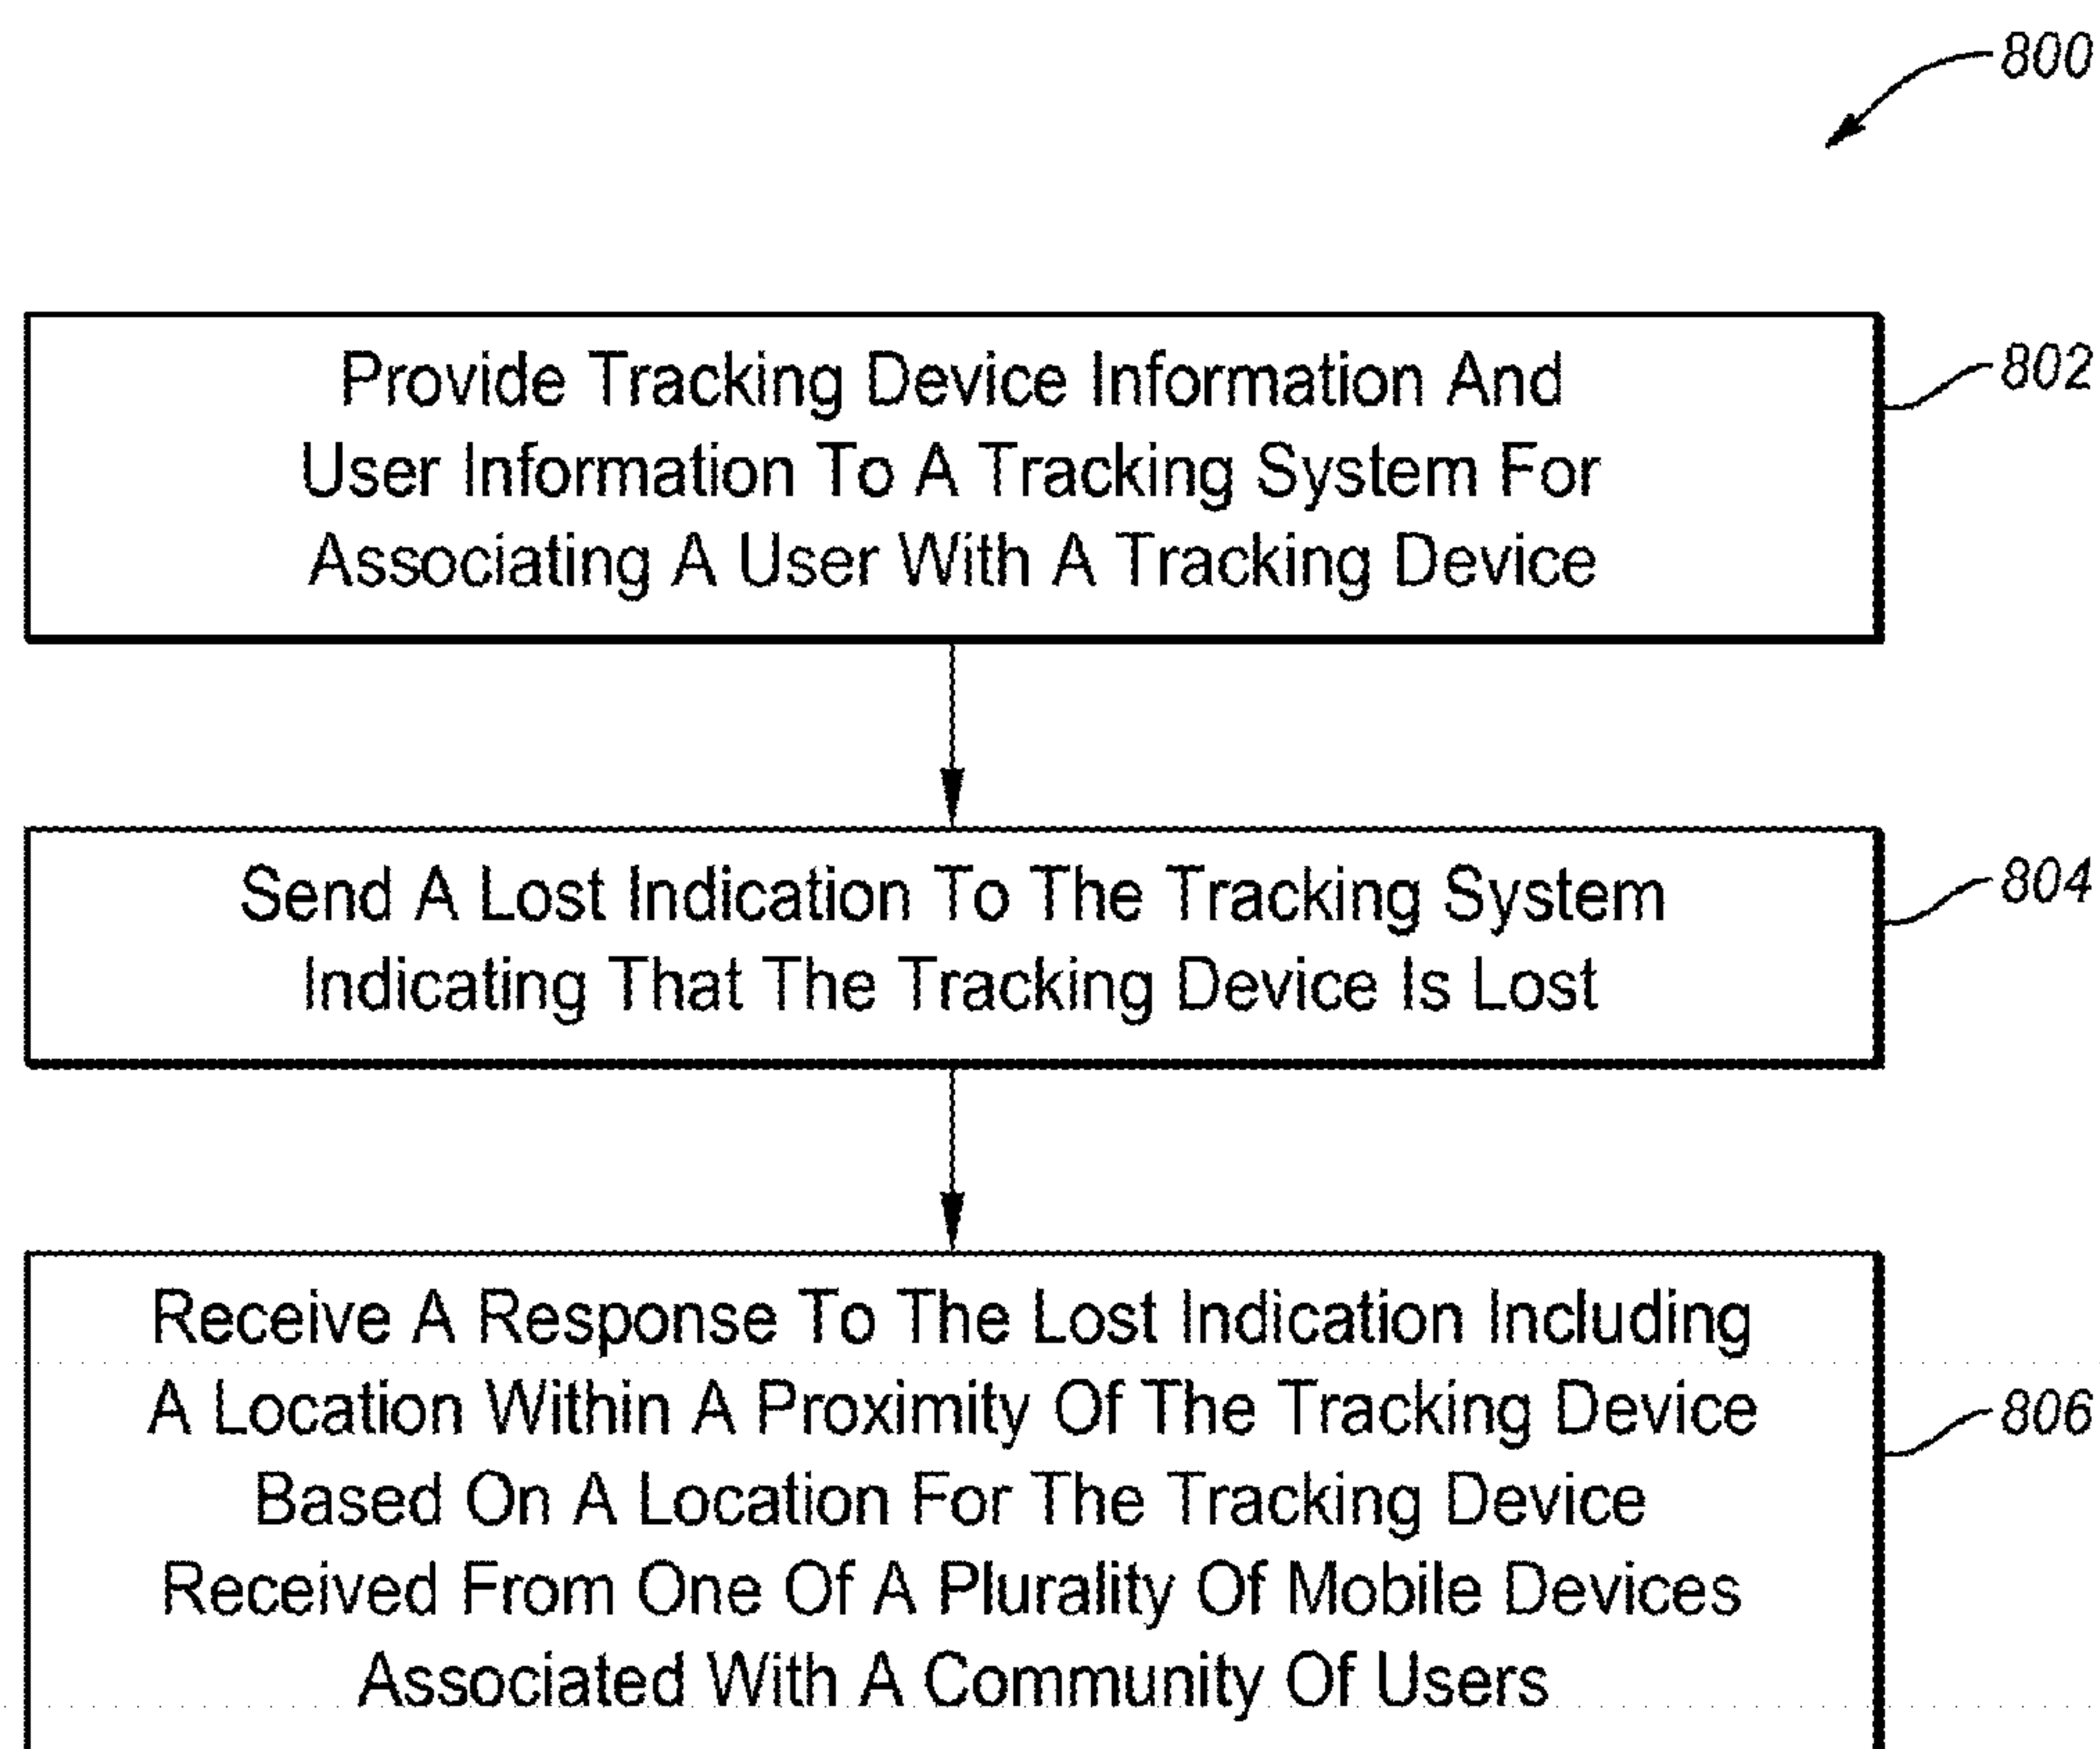 800
Provide Tracking Device Information And
User Information To A Tracking System For
Associating A User With A Tracking Device
802
Send A Lost Indication To The Tracking System
Indicating That The Tracking Device Is Lost
804
Receive A Response To The Lost Indication Including
A Location Within A Proximity Of The Tracking Device
Based On A Location For The Tracking Device
Received From One Of A Plurality Of Mobile Devices
Associated With A Community Of Users
806